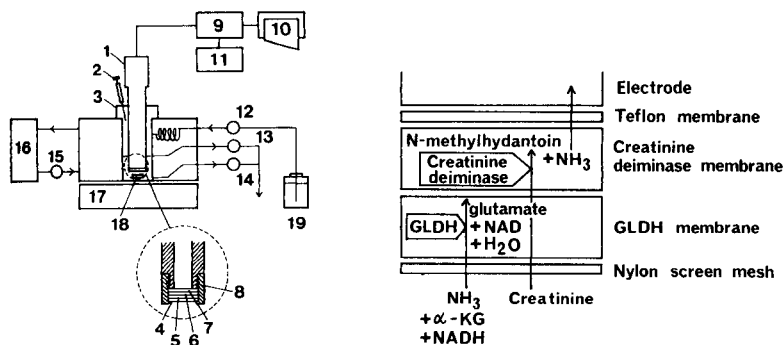 1
2
3
4
5
6
7
8
9
10
11
12
13
14
15
16
17
18
19
Electrode
Teflon membrane
N-methylhydantoin
+NH3
Creatinine
deiminase
Creatinine
deiminase membrane
glutamate
+ NAD
+ H2O
GLDH
GLDH membrane
Nylon screen mesh
NH3
+ α-KG
+ NADH
Creatinine